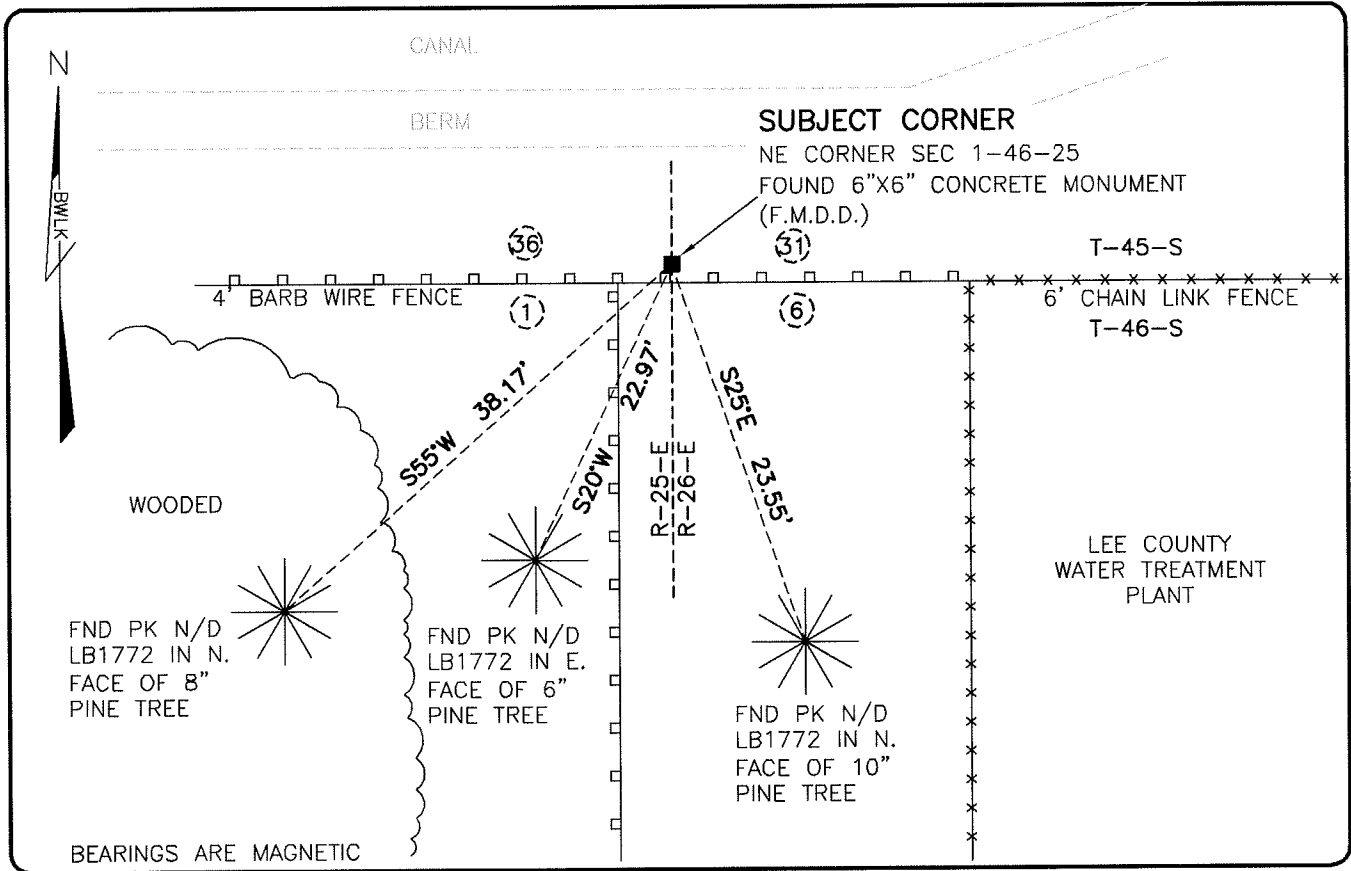 CANAL
N
BERM
SUBJECT CORNER
NE CORNER SEC 1-46-25
FOUND 6"X6" CONCRETE MONUMENT
(F.M.D.D.)
BWLK
36
31
T-45-S
4' BARB WIRE FENCE
1
6
6' CHAIN LINK FENCE
T-46-S
S55°W 38.17'
S20°W 22.97'
R-25-E
R-26-E
S25°E 23.55'
WOODED
LEE COUNTY
WATER TREATMENT
PLANT
FND PK N/D
LB1772 IN N.
FACE OF 8"
PINE TREE
FND PK N/D
LB1772 IN E.
FACE OF 6"
PINE TREE
FND PK N/D
LB1772 IN N.
FACE OF 10"
PINE TREE
BEARINGS ARE MAGNETIC